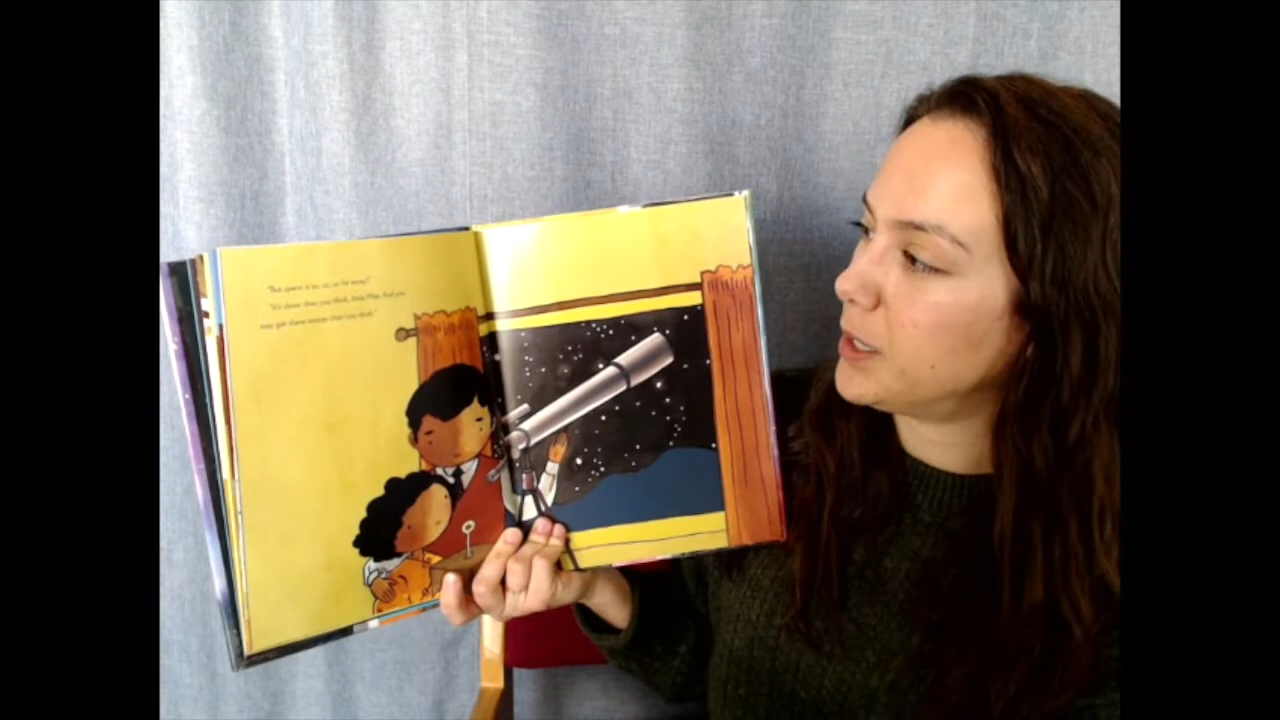 "But space is so, so, so far away!"
"It's closer than you think, little Mae. And you
may get there sooner than you think."